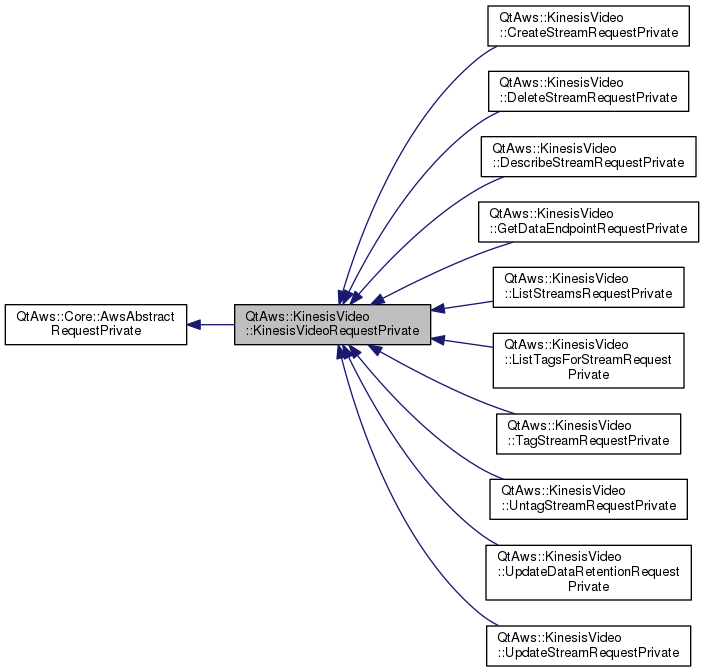 QtAws::KinesisVideo
::CreateStreamRequestPrivate
QtAws::KinesisVideo
::DeleteStreamRequestPrivate
QtAws::KinesisVideo
::DescribeStreamRequestPrivate
QtAws::KinesisVideo
::GetDataEndpointRequestPrivate
QtAws::KinesisVideo
::ListStreamsRequestPrivate
QtAws::Core::AwsAbstract
RequestPrivate
QtAws::KinesisVideo
::KinesisVideoRequestPrivate
QtAws::KinesisVideo
::ListTagsForStreamRequest
Private
QtAws::KinesisVideo
::TagStreamRequestPrivate
QtAws::KinesisVideo
::UntagStreamRequestPrivate
QtAws::KinesisVideo
::UpdateDataRetentionRequest
Private
QtAws::KinesisVideo
::UpdateStreamRequestPrivate